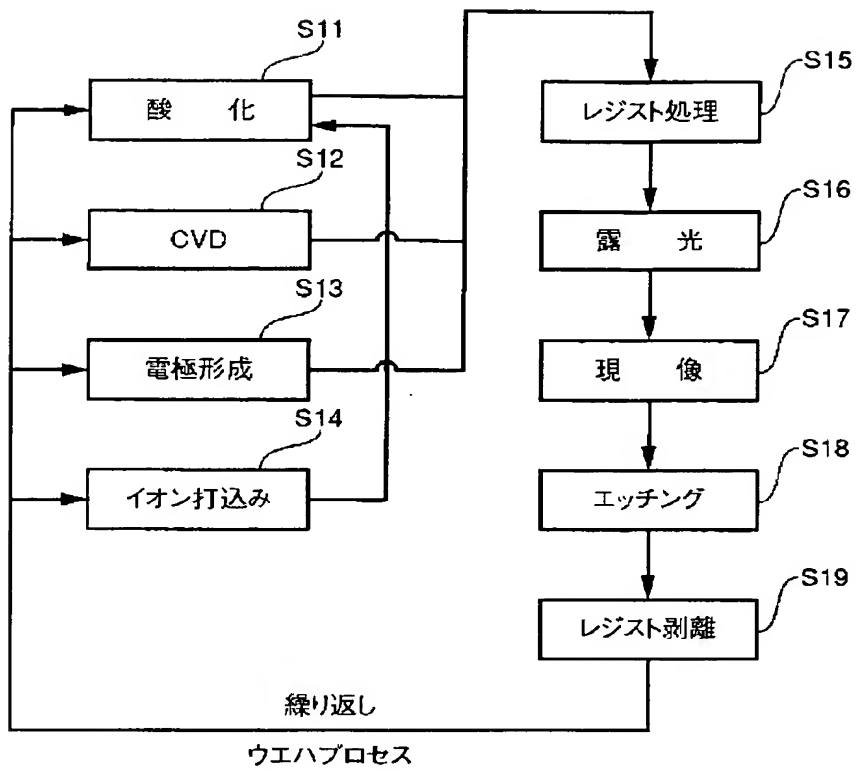 S11
酸 化
S12
CVD
S13
電極形成
S14
イオン打込み
S15
レジスト処理
S16
露 光
S17
現 像
S18
エッチング
S19
レジスト剥離
繰り返し
ウエハプロセス